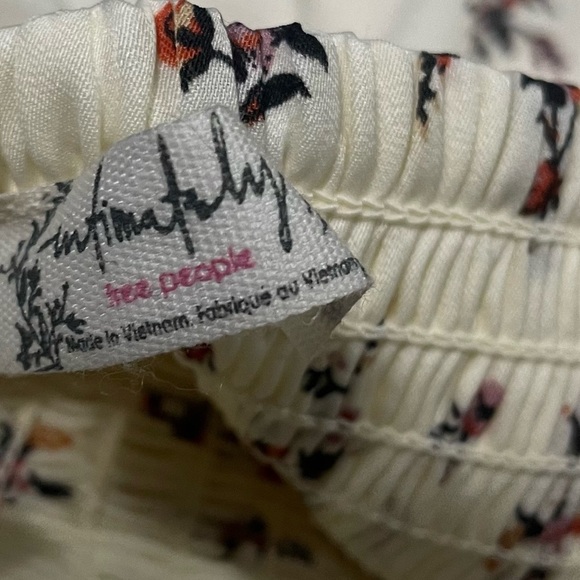 intimately
free people
Made in Vietnam. Fabriqué au Vietnam